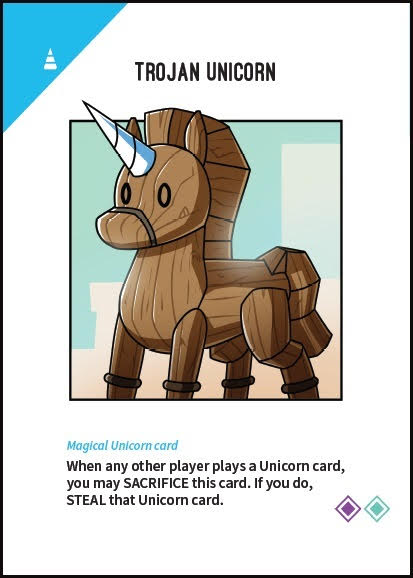 TROJAN UNICORN
Magical Unicorn card
When any other player plays a Unicorn card,
you may SACRIFICE this card. If you do,
STEAL that Unicorn card.